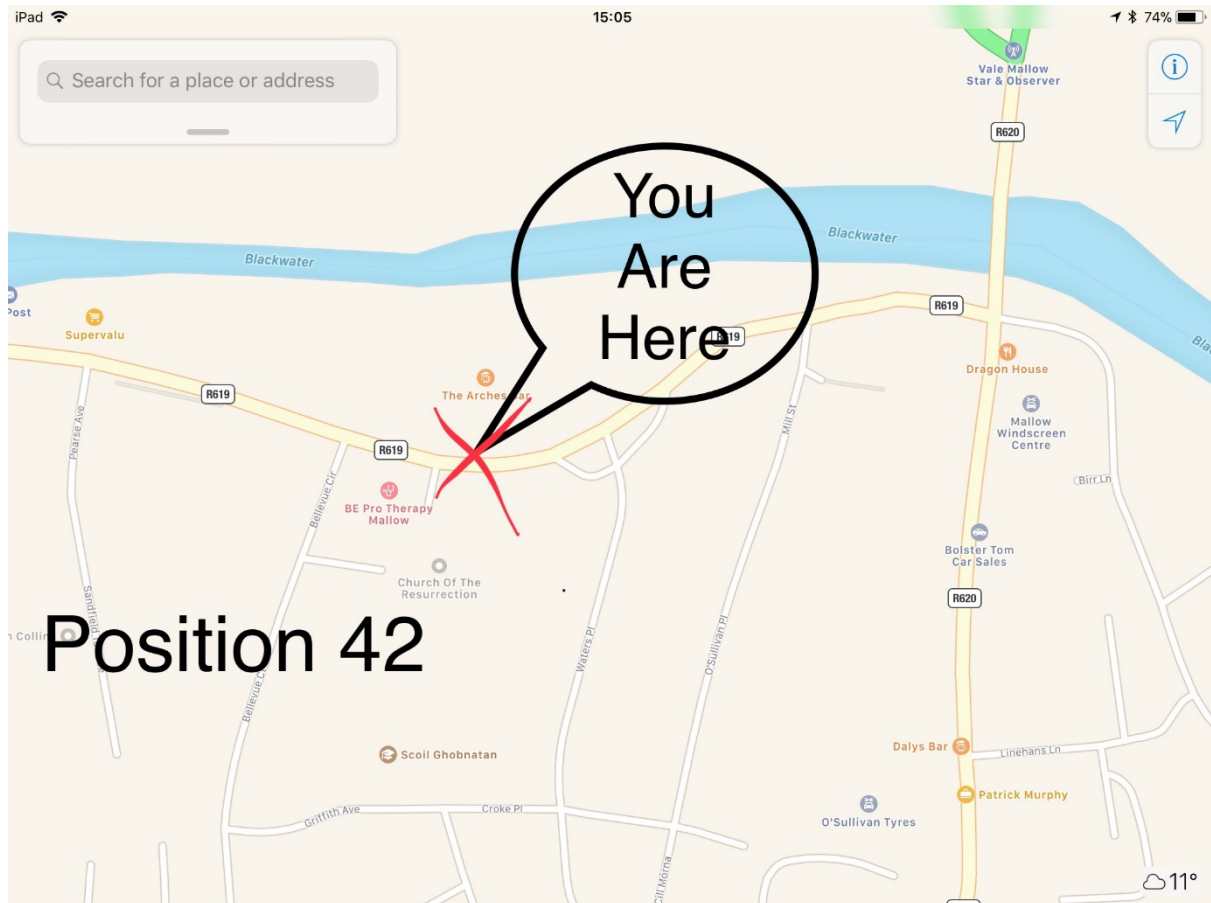 iPad
15:05
74%
Search for a place or address
Vale Mallow
Star & Observer
R620
You
Are
Here
Blackwater
Blackwater
Post
Supervalu
R619
R619
Dragon House
R619
The Arches Bar
Pearse Ave
Mill St
Mallow
Windscreen
Centre
R619
Birr Ln
Bellevue Cir
BE Pro Therapy
Mallow
Bolster Tom
Car Sales
Church Of The
Resurrection
R620
Sandfield
Position 42
Waters Pl
O'Sullivan Pl
Bellevue Cir
Scoil Ghobnatan
Dalys Bar
Linehans Ln
Patrick Murphy
Griffith Ave
Croke Pl
O'Sullivan Tyres
11°